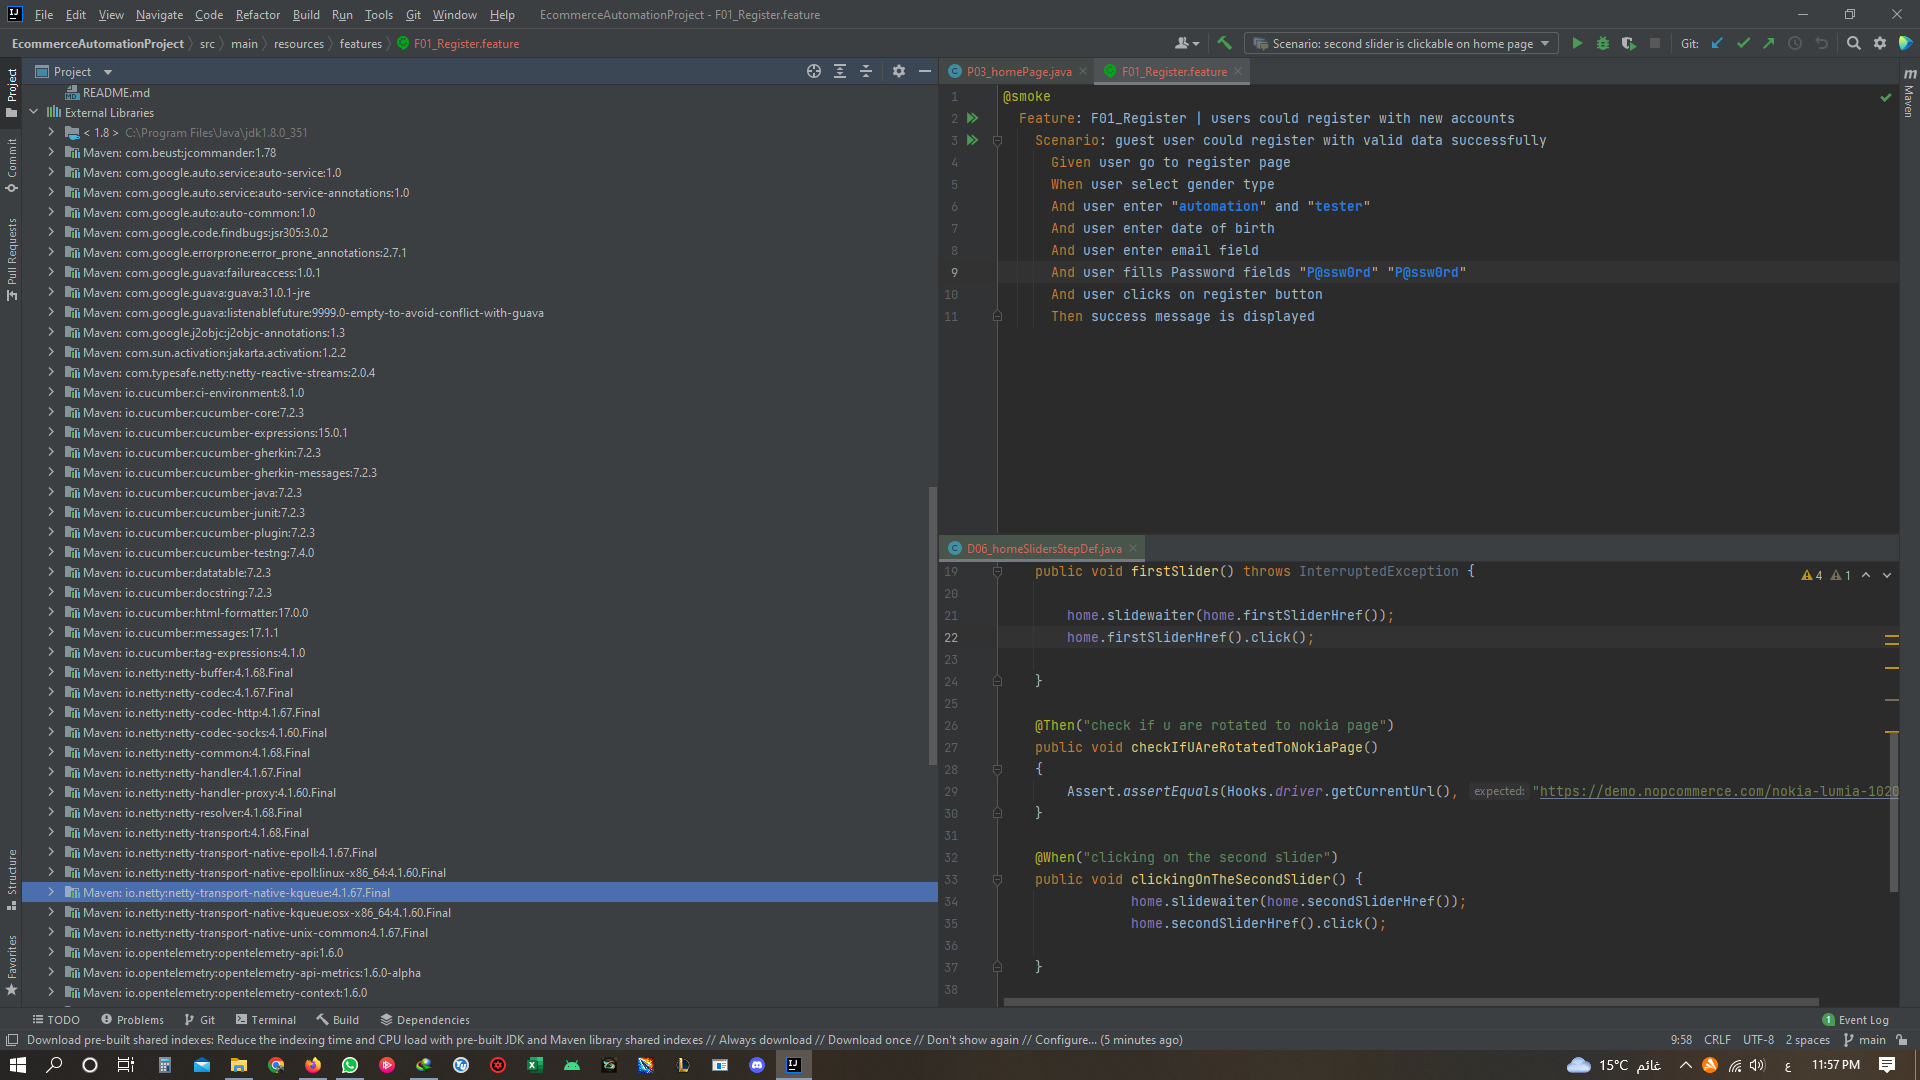 File Edit View Navigate Code Refactor Build Run Tools Git Window Help EcommerceAutomationProject - F01_Register.feature
EcommerceAutomationProject src main resources features F01_Register.feature
Scenario: second slider is clickable on home page Git:
Project
README.md
External Libraries
< 1.8 > C:\Program Files\Java\jdk1.8.0_351
Maven: com.beust:jcommander:1.78
Maven: com.google.auto.service:auto-service:1.0
Maven: com.google.auto.service:auto-service-annotations:1.0
Maven: com.google.auto:auto-common:1.0
Maven: com.google.code.findbugs:jsr305:3.0.2
Maven: com.google.errorprone:error_prone_annotations:2.7.1
Maven: com.google.guava:failureaccess:1.0.1
Maven: com.google.guava:guava:31.0.1-jre
Maven: com.google.guava:listenablefuture:9999.0-empty-to-avoid-conflict-with-guava
Maven: com.google.j2objc:j2objc-annotations:1.3
Maven: com.sun.activation:jakarta.activation:1.2.2
Maven: com.typesafe.netty:netty-reactive-streams:2.0.4
Maven: io.cucumber:ci-environment:8.1.0
Maven: io.cucumber:cucumber-core:7.2.3
Maven: io.cucumber:cucumber-expressions:15.0.1
Maven: io.cucumber:cucumber-gherkin:7.2.3
Maven: io.cucumber:cucumber-gherkin-messages:7.2.3
Maven: io.cucumber:cucumber-java:7.2.3
Maven: io.cucumber:cucumber-junit:7.2.3
Maven: io.cucumber:cucumber-plugin:7.2.3
Maven: io.cucumber:cucumber-testng:7.4.0
Maven: io.cucumber:datatable:7.2.3
Maven: io.cucumber:docstring:7.2.3
Maven: io.cucumber:html-formatter:17.0.0
Maven: io.cucumber:messages:17.1.1
Maven: io.cucumber:tag-expressions:4.1.0
Maven: io.netty:netty-buffer:4.1.68.Final
Maven: io.netty:netty-codec:4.1.67.Final
Maven: io.netty:netty-codec-http:4.1.67.Final
Maven: io.netty:netty-codec-socks:4.1.60.Final
Maven: io.netty:netty-common:4.1.68.Final
Maven: io.netty:netty-handler:4.1.67.Final
Maven: io.netty:netty-handler-proxy:4.1.60.Final
Maven: io.netty:netty-resolver:4.1.68.Final
Maven: io.netty:netty-transport:4.1.68.Final
Maven: io.netty:netty-transport-native-epoll:4.1.67.Final
Maven: io.netty:netty-transport-native-epoll:linux-x86_64:4.1.60.Final
Maven: io.netty:netty-transport-native-kqueue:4.1.67.Final
Maven: io.netty:netty-transport-native-kqueue:osx-x86_64:4.1.60.Final
Maven: io.netty:netty-transport-native-unix-common:4.1.67.Final
Maven: io.opentelemetry:opentelemetry-api:1.6.0
Maven: io.opentelemetry:opentelemetry-api-metrics:1.6.0-alpha
Maven: io.opentelemetry:opentelemetry-context:1.6.0
Project
Commit
Pull Requests
Structure
Favorites
P03_homePage.java F01_Register.feature
1 @smoke
2 Feature: F01_Register | users could register with new accounts
3 Scenario: guest user could register with valid data successfully
4 Given user go to register page
5 When user select gender type
6 And user enter "automation" and "tester"
7 And user enter date of birth
8 And user enter email field
9 And user fills Password fields "P@ssw0rd" "P@ssw0rd"
10 And user clicks on register button
11 Then success message is displayed
m Maven
D06_homeSlidersStepDef.java
4 1
19 public void firstSlider() throws InterruptedException {
20
21 home.slidewaiter(home.firstSliderHref());
22 home.firstSliderHref().click();
23
24 }
25
26 @Then("check if u are rotated to nokia page")
27 public void checkIfUAreRotatedToNokiaPage()
28 {
29 Assert.assertEquals(Hooks.driver.getCurrentUrl(), expected: "https://demo.nopcommerce.com/nokia-lumia-1020
30 }
31
32 @When("clicking on the second slider")
33 public void clickingOnTheSecondSlider() {
34 home.slidewaiter(home.secondSliderHref());
35 home.secondSliderHref().click();
36
37 }
38
TODO Problems Git Terminal Build Dependencies 1 Event Log
Download pre-built shared indexes: Reduce the indexing time and CPU load with pre-built JDK and Maven library shared indexes // Always download // Download once // Don't show again // Configure... (5 minutes ago) 9:58 CRLF UTF-8 2 spaces main
15°C غائم ع 11:57 PM